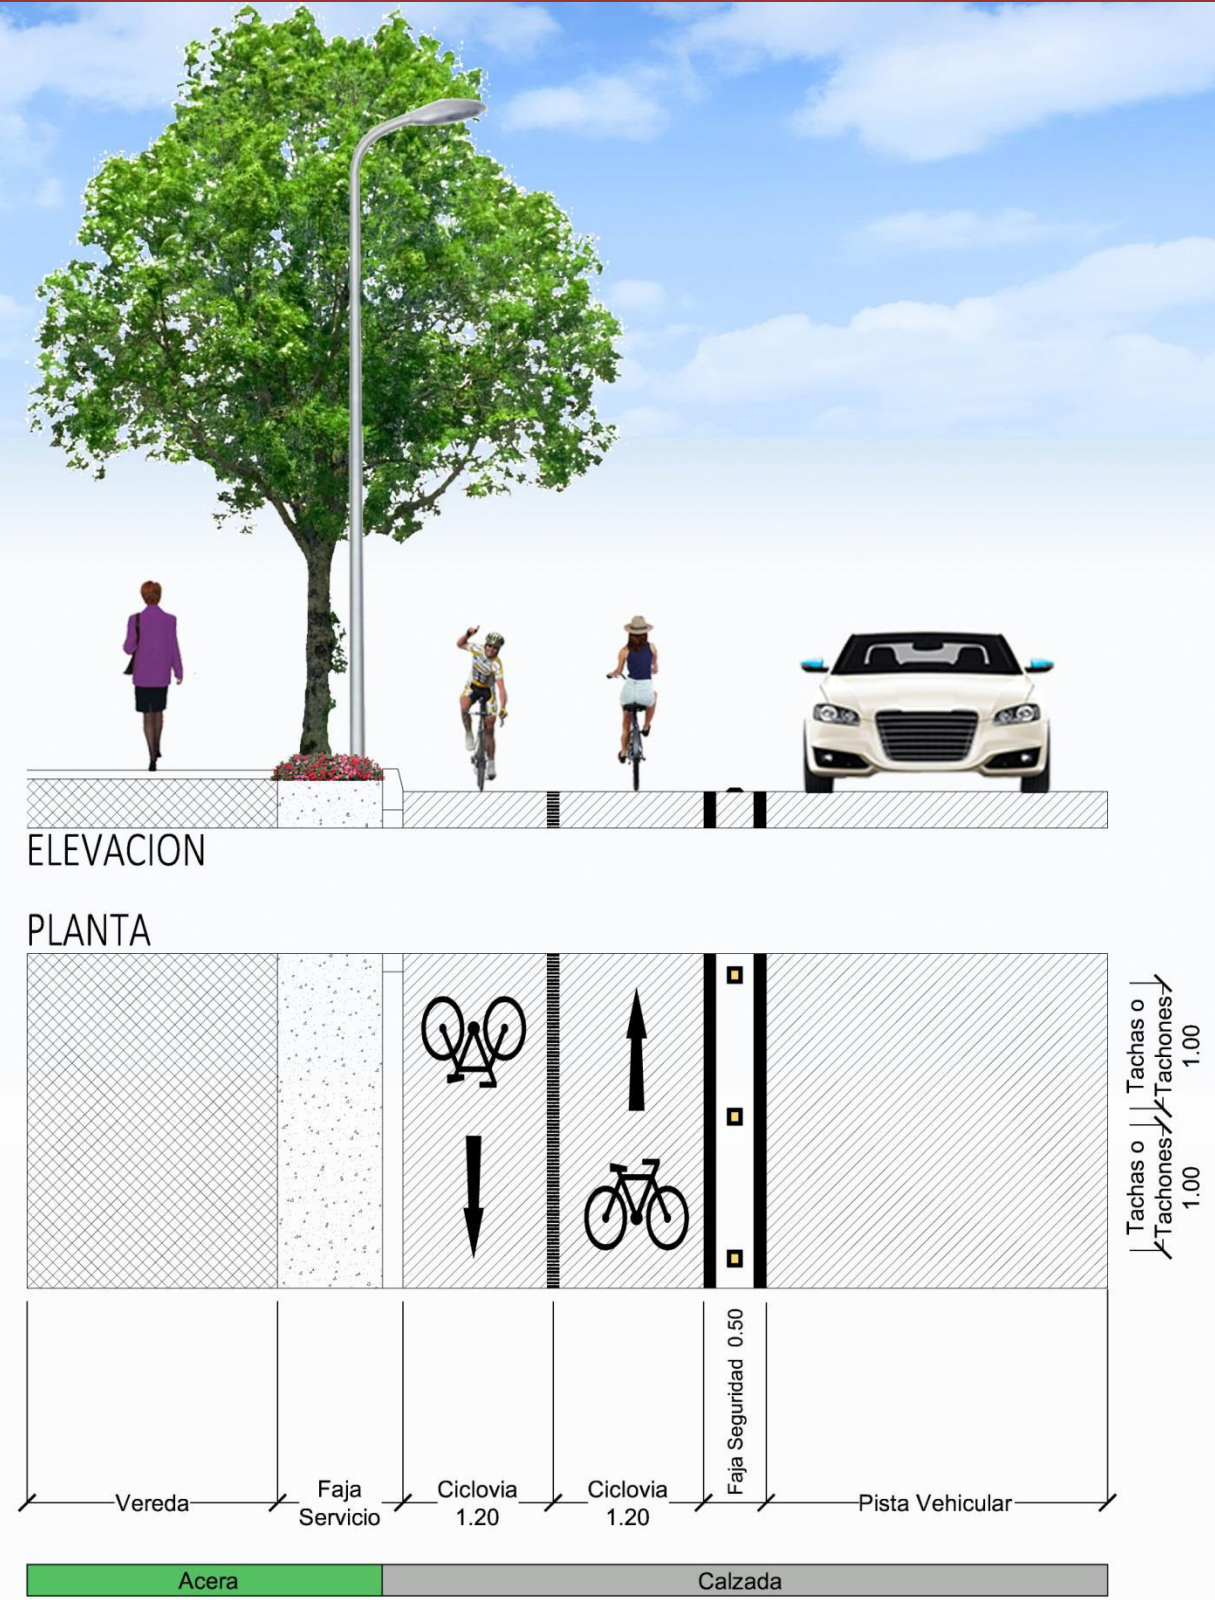 ELEVACION
PLANTA
Tachas o
Tachones
1.00
Tachas o
Tachones
1.00
Faja Seguridad 0.50
Vereda
Faja
Servicio
Ciclovia
1.20
Ciclovia
1.20
Pista Vehicular
Acera
Calzada